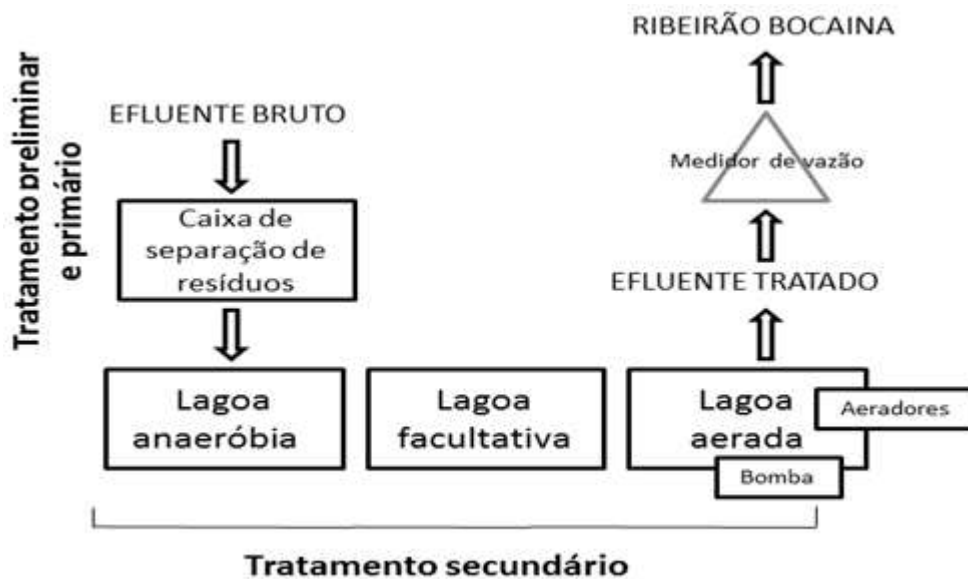 Tratamento preliminar
e primário
EFLUENTE BRUTO
Caixa de
separação de
resíduos
Lagoa
anaeróbia
Lagoa
facultativa
Lagoa
aerada
Aeradores
Bomba
EFLUENTE TRATADO
Medidor de vazão
RIBEIRÃO BOCAINA
Tratamento secundário